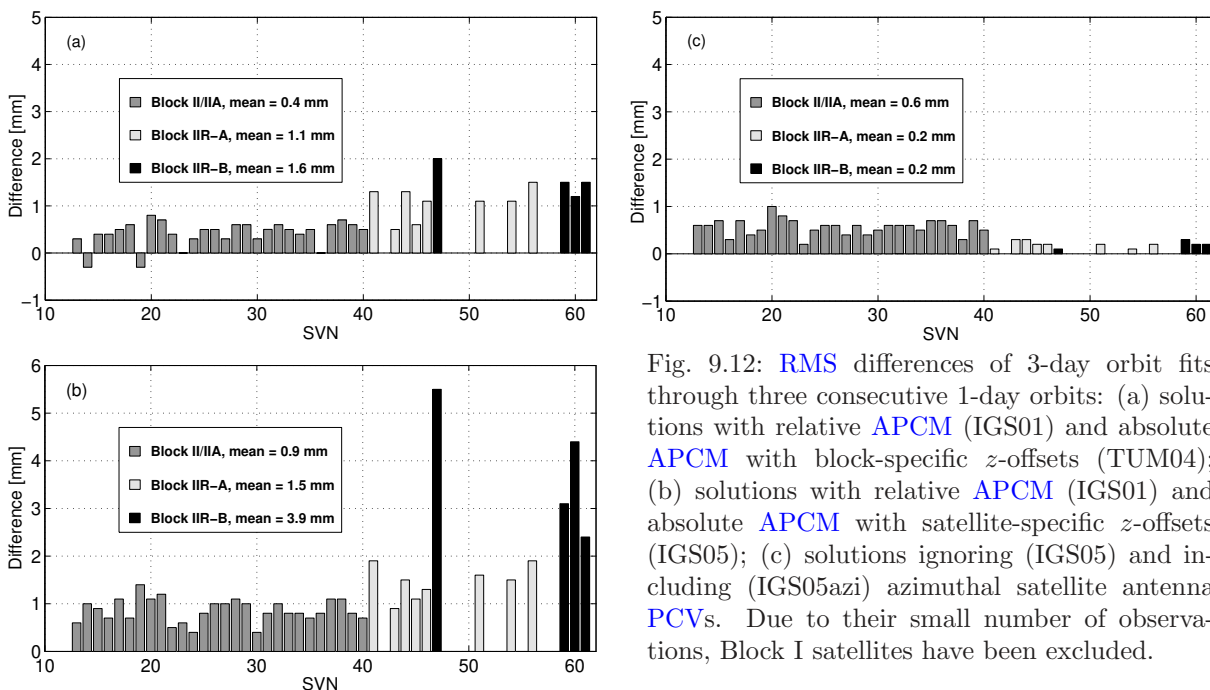 5
4
3
2
1
0
−1
Difference [mm]
(a)
Block II/IIA, mean = 0.4 mm
Block IIR−A, mean = 1.1 mm
Block IIR−B, mean = 1.6 mm
10 20 30 40 50 60
SVN
5
4
3
2
1
0
−1
Difference [mm]
(c)
Block II/IIA, mean = 0.6 mm
Block IIR−A, mean = 0.2 mm
Block IIR−B, mean = 0.2 mm
10 20 30 40 50 60
SVN
6
5
4
3
2
1
0
Difference [mm]
(b)
Block II/IIA, mean = 0.9 mm
Block IIR−A, mean = 1.5 mm
Block IIR−B, mean = 3.9 mm
10 20 30 40 50 60
SVN
Fig. 9.12: RMS differences of 3-day orbit fits
through three consecutive 1-day orbits: (a) solu-
tions with relative APCM (IGS01) and absolute
APCM with block-specific z-offsets (TUM04);
(b) solutions with relative APCM (IGS01) and
absolute APCM with satellite-specific z-offsets
(IGS05); (c) solutions ignoring (IGS05) and in-
cluding (IGS05azi) azimuthal satellite antenna
PCVs. Due to their small number of observa-
tions, Block I satellites have been excluded.